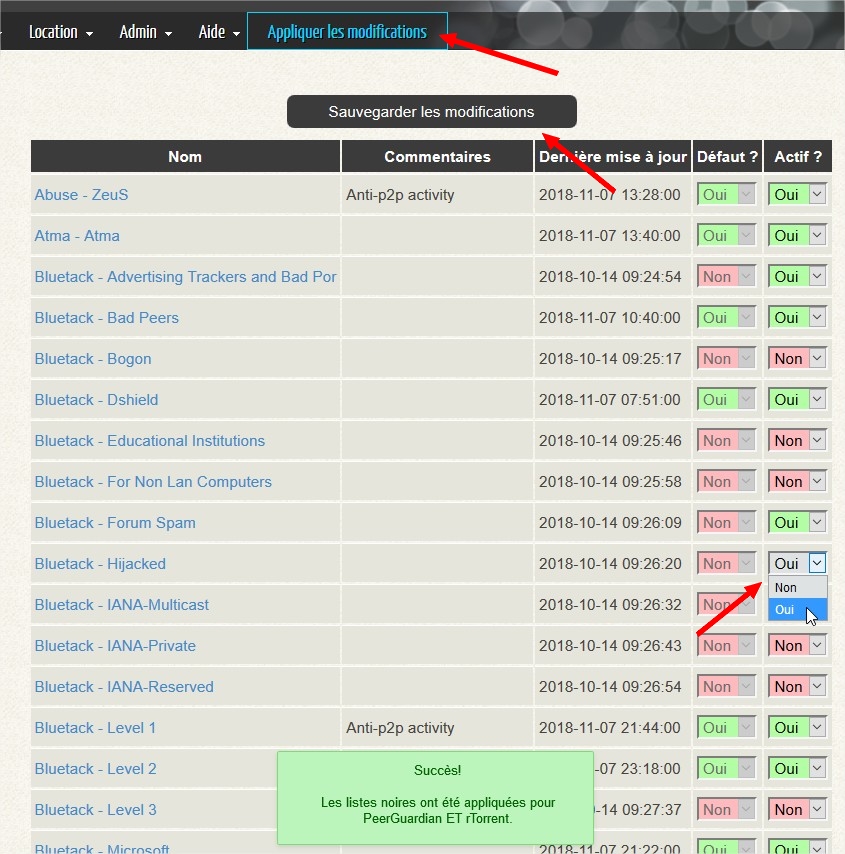 Location Admin Aide Appliquer les modifications
Sauvegarder les modifications
Nom Commentaires Dernière mise à jour Défaut ? Actif ?
Abuse - ZeuS Anti-p2p activity 2018-11-07 13:28:00 Oui Oui
Atma - Atma 2018-11-07 13:40:00 Oui Oui
Bluetack - Advertising Trackers and Bad Por 2018-10-14 09:24:54 Non Oui
Bluetack - Bad Peers 2018-11-07 10:40:00 Oui Oui
Bluetack - Bogon 2018-10-14 09:25:17 Non Non
Bluetack - Dshield 2018-11-07 07:51:00 Oui Oui
Bluetack - Educational Institutions 2018-10-14 09:25:46 Non Non
Bluetack - For Non Lan Computers 2018-10-14 09:25:58 Non Non
Bluetack - Forum Spam 2018-10-14 09:26:09 Non Oui
Bluetack - Hijacked 2018-10-14 09:26:20 Non Oui
Non
Bluetack - IANA-Multicast 2018-10-14 09:26:32 Non Oui
Bluetack - IANA-Private 2018-10-14 09:26:43 Non Non
Bluetack - IANA-Reserved 2018-10-14 09:26:54 Non Non
Bluetack - Level 1 Anti-p2p activity 2018-11-07 21:44:00 Oui Oui
Bluetack - Level 2 -07 23:18:00 Oui Oui
Bluetack - Level 3 -14 09:27:37 Non Non
Bluetack - Microsoft -07 21:22:00 Oui Oui
Succès!
Les listes noires ont été appliquées pour
PeerGuardian ET rTorrent.